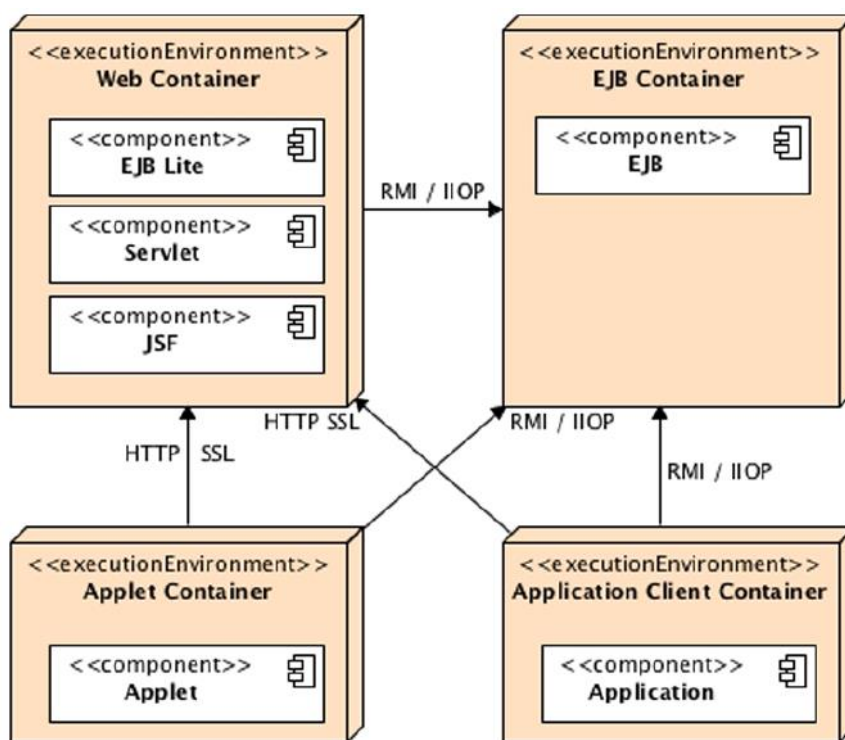 <<executionEnvironment>>
Web Container
<<component>>
EJB Lite
<<component>>
Servlet
<<component>>
JSF
RMI / IIOP
<<executionEnvironment>>
EJB Container
<<component>>
EJB
HTTP SSL
HTTP SSL
RMI / IIOP
RMI / IIOP
<<executionEnvironment>>
Applet Container
<<component>>
Applet
<<executionEnvironment>>
Application Client Container
<<component>>
Application